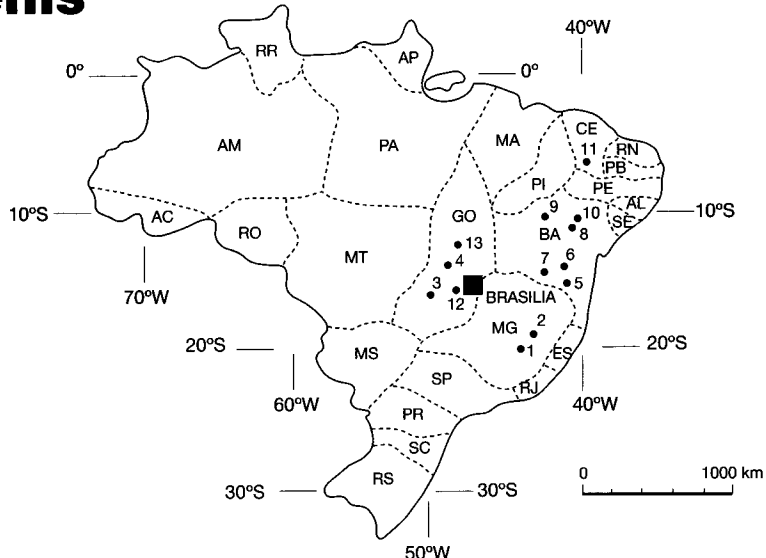 RR
AP
40ºW
0º
0º
AM
PA
MA
CE
11
RN
PB
PI
PE
AL
SE
10ºS
AC
RO
GO
9
10
8
BA
10ºS
MT
13
4
7
6
3
12
5
70ºW
BRASILIA
MG
2
1
ES
20ºS
MS
20ºS
SP
RJ
60ºW
40ºW
PR
SC
0
1000 km
RS
30ºS
30ºS
50ºW